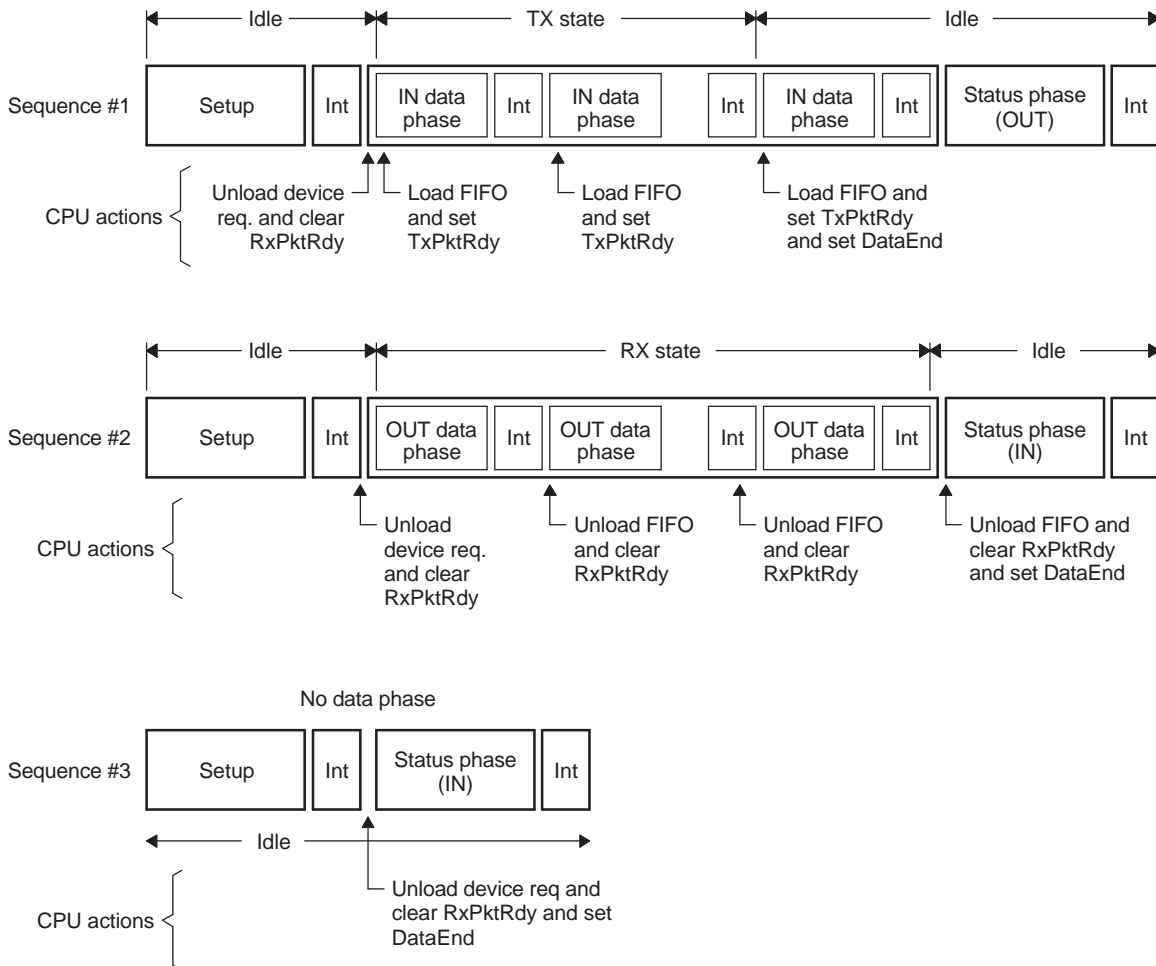 Idle TX state Idle
Sequence #1 Setup Int IN data phase Int IN data phase Int IN data phase Int Status phase (OUT) Int
CPU actions
Unload device
req. and clear
RxPktRdy
Load FIFO
and set
TxPktRdy
Load FIFO
and set
TxPktRdy
Load FIFO and
set TxPktRdy
and set DataEnd
Idle RX state Idle
Sequence #2 Setup Int OUT data phase Int OUT data phase Int OUT data phase Int Status phase (IN) Int
CPU actions
Unload
device req.
and clear
RxPktRdy
Unload FIFO
and clear
RxPktRdy
Unload FIFO
and clear
RxPktRdy
Unload FIFO and
clear RxPktRdy
and set DataEnd
No data phase
Sequence #3 Setup Int Status phase (IN) Int
Idle
CPU actions
Unload device req and
clear RxPktRdy and set
DataEnd